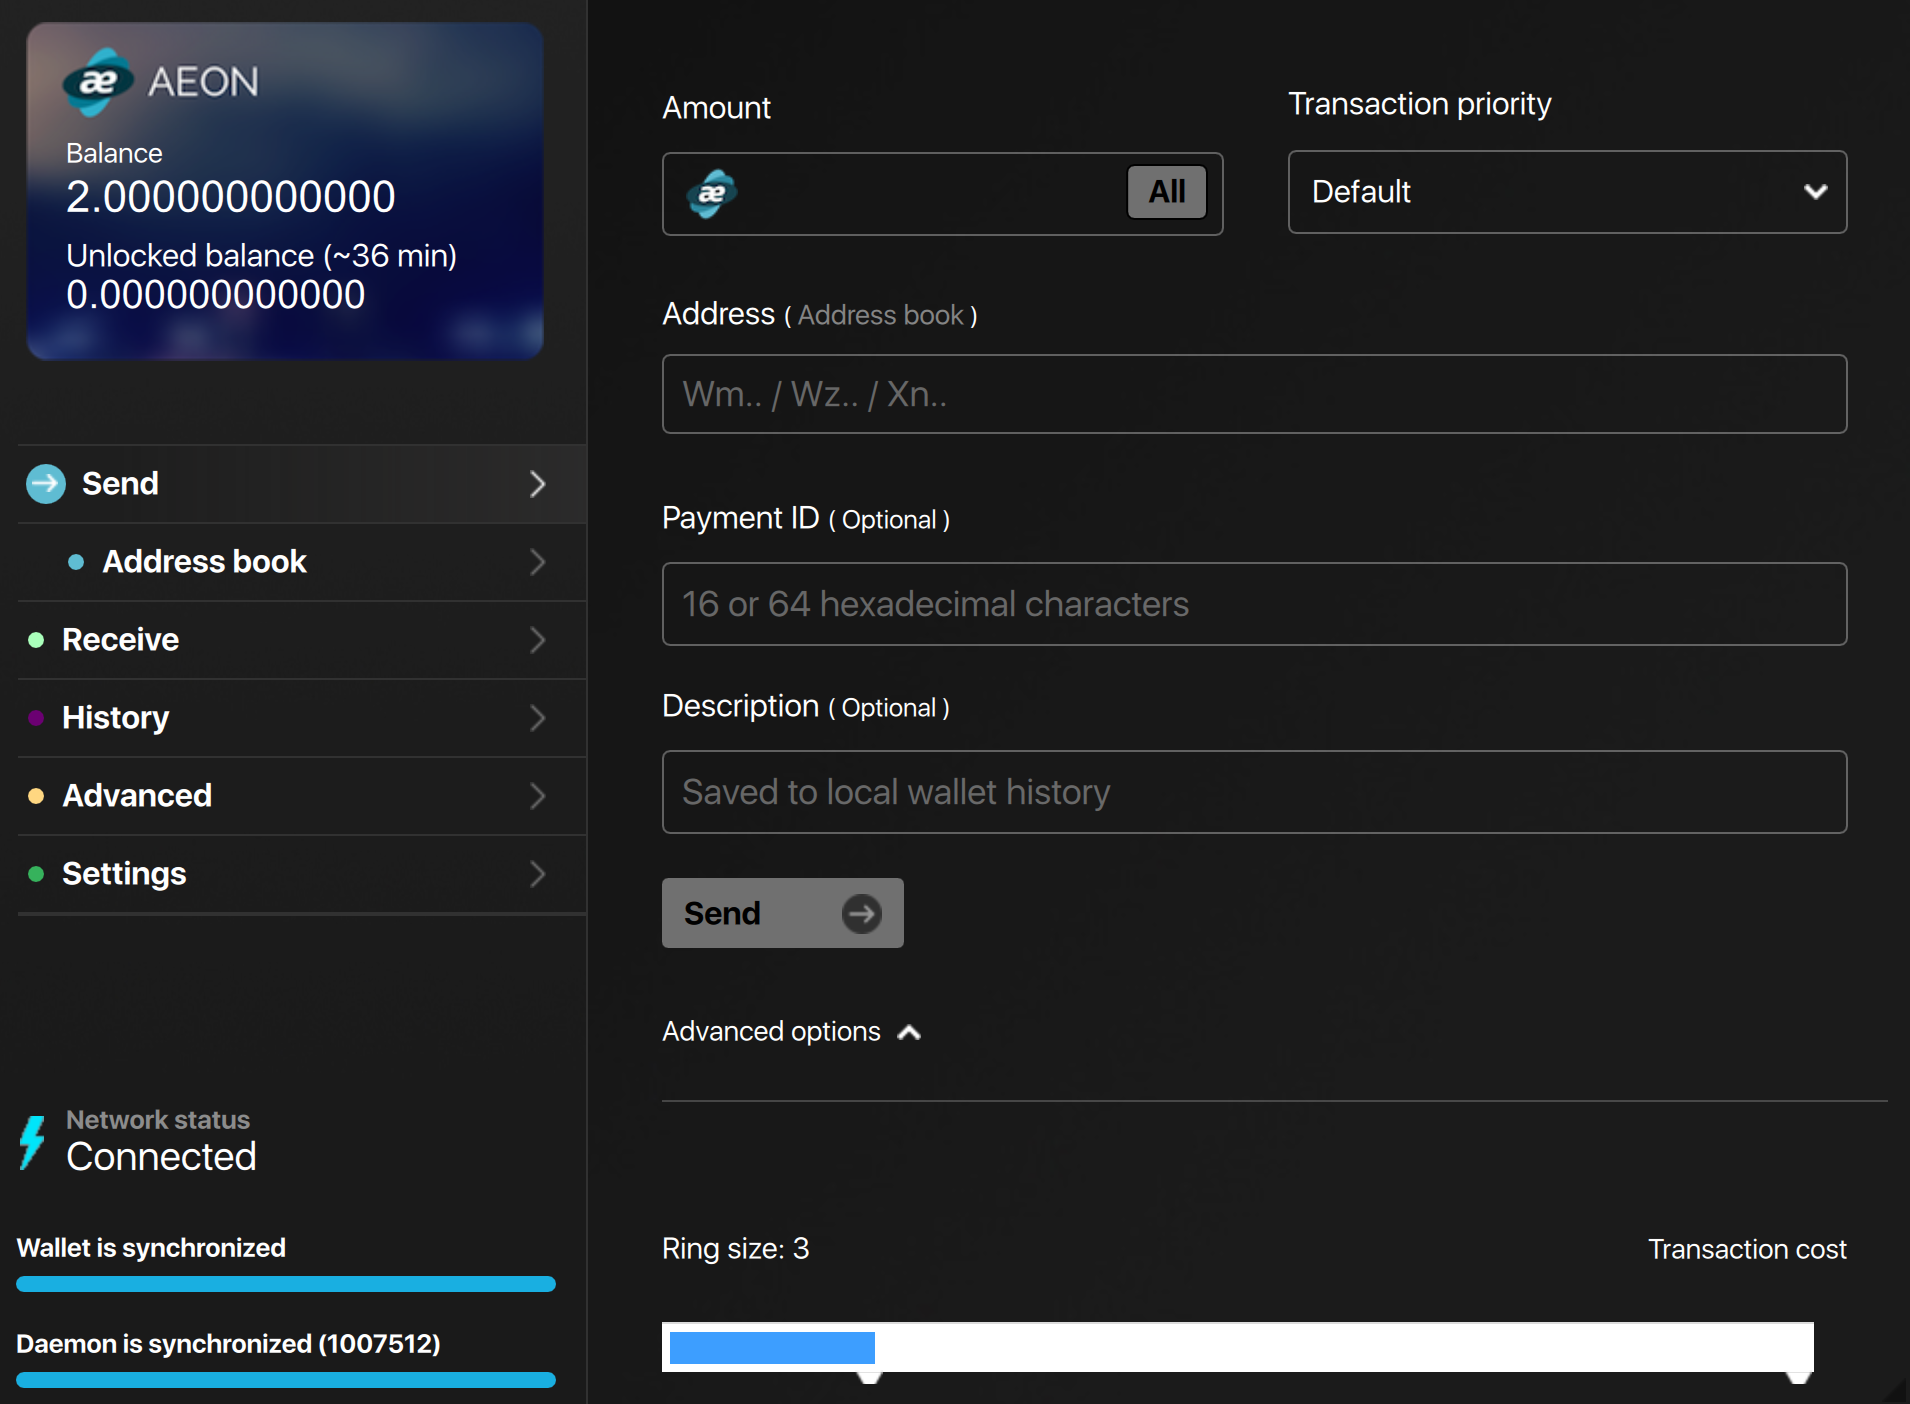 æ AEON
Balance
2.000000000000
Unlocked balance (~36 min)
0.000000000000
Send
Address book
Receive
History
Advanced
Settings
Network status
Connected
Wallet is synchronized
Daemon is synchronized (1007512)
Amount
Transaction priority
æ All
Default
Address ( Address book )
Wm.. / Wz.. / Xn..
Payment ID ( Optional )
16 or 64 hexadecimal characters
Description ( Optional )
Saved to local wallet history
Send
Advanced options
Ring size: 3
Transaction cost